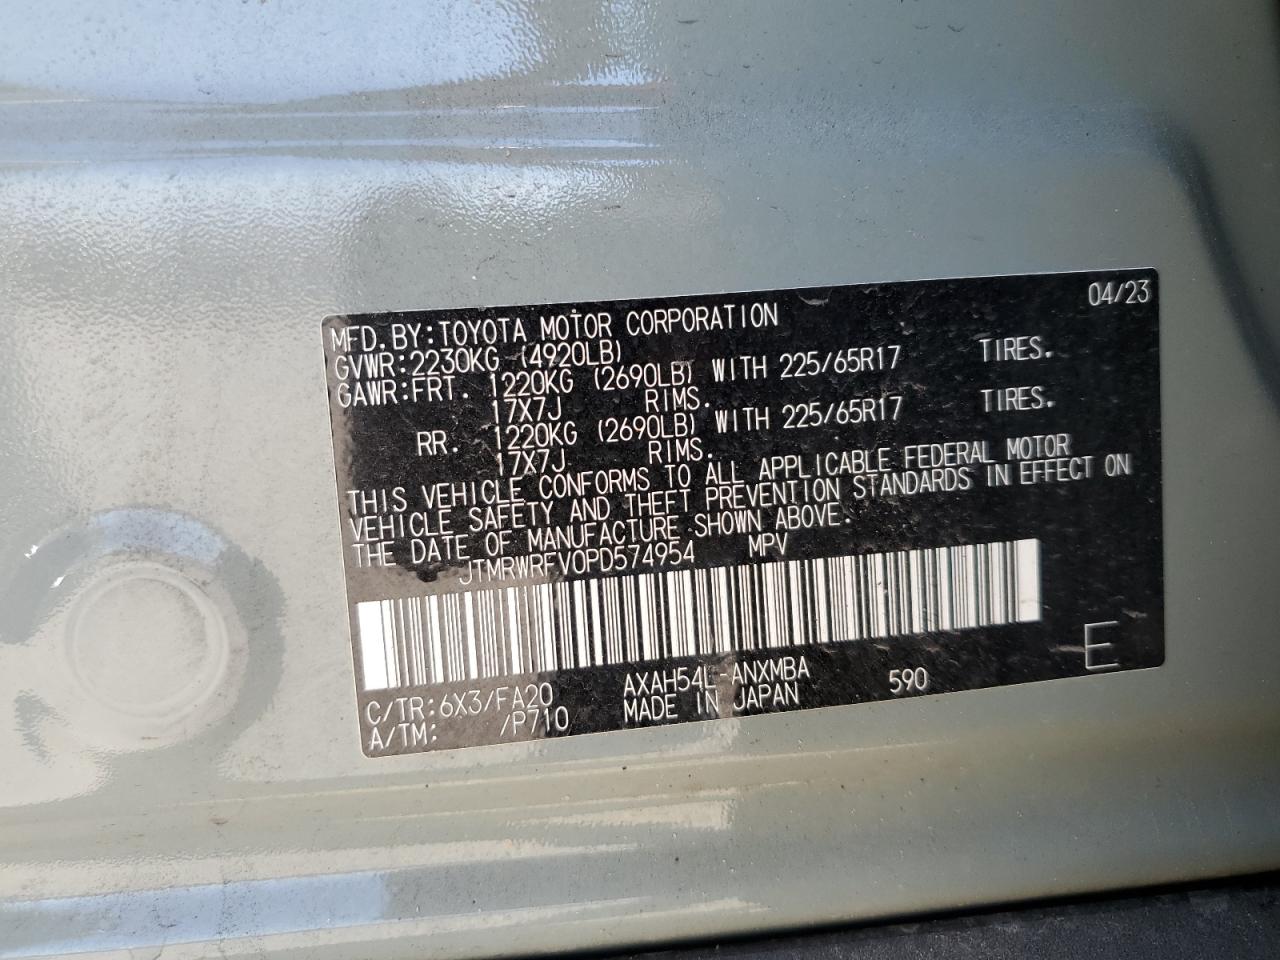 04/23
MFD.BY:TOYOTA MOTOR CORPORATION
GVWR:2230KG (4920LB)
GAWR:FRT. 1220KG (2690LB) WITH 225/65R17 TIRES.
17X7J RIMS.
RR. 1220KG (2690LB) WITH 225/65R17 TIRES.
17X7J RIMS.
THIS VEHICLE CONFORMS TO ALL APPLICABLE FEDERAL MOTOR
VEHICLE SAFETY AND THEFT PREVENTION STANDARDS IN EFFECT ON
THE DATE OF MANUFACTURE SHOWN ABOVE.
JTMRWRFV0PD574954 MPV
C/TR:6X3/FA20 AXAH54L-ANXMBA 590 E
A/TM: /P710 MADE IN JAPAN